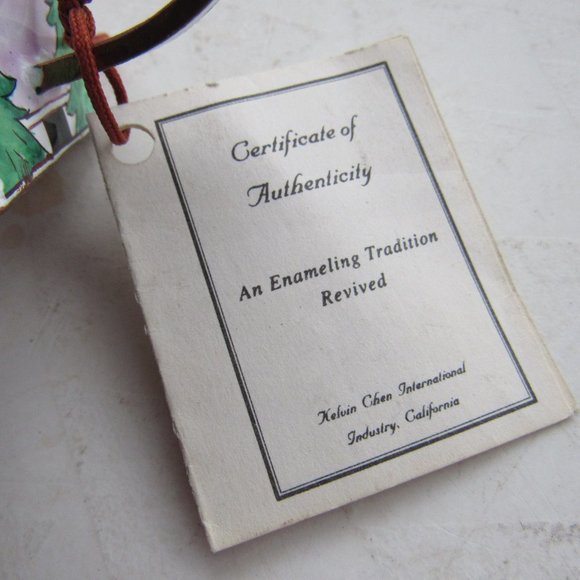 Certificate of
Authenticity
An Enameling Tradition
Revived
Kelvin Chen International
Industry, California